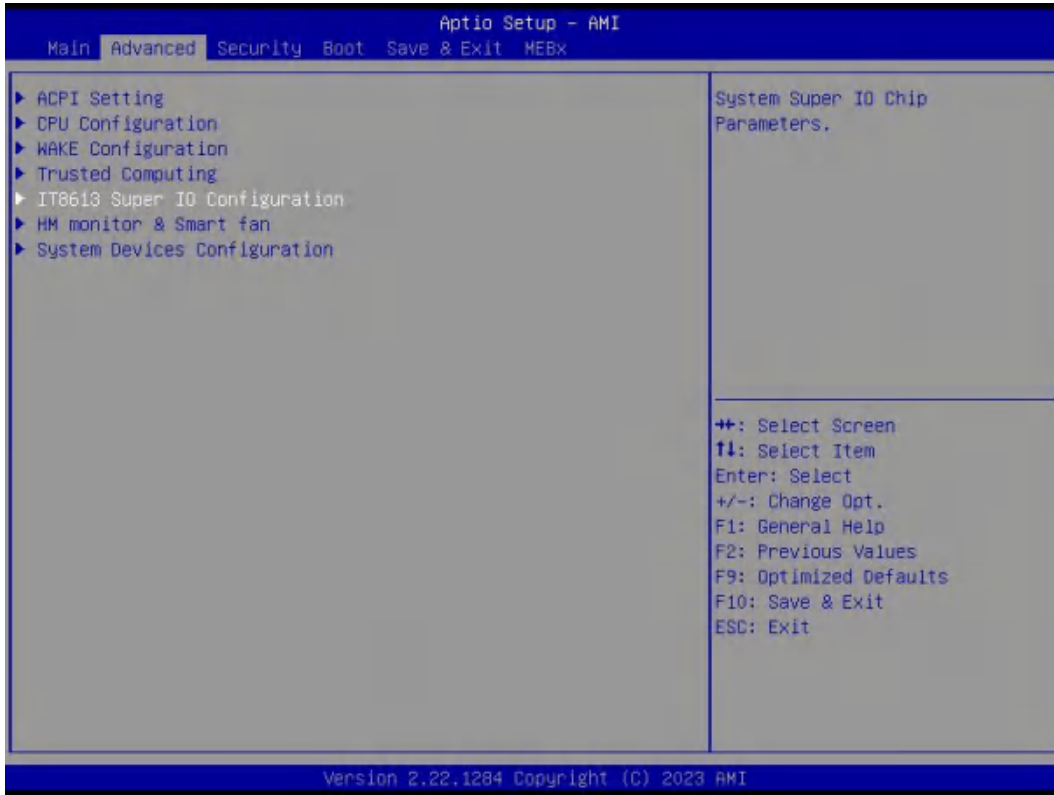 Aptio Setup - AMI
Main Advanced Security Boot Save & Exit MEBx
▶ ACPI Setting
▶ CPU Configuration
▶ WAKE Configuration
▶ Trusted Computing
▶ IT8613 Super IO Configuration
▶ HM monitor & Smart fan
▶ System Devices Configuration
System Super IO Chip
Parameters.
→←: Select Screen
↑↓: Select Item
Enter: Select
+/-: Change Opt.
F1: General Help
F2: Previous Values
F9: Optimized Defaults
F10: Save & Exit
ESC: Exit
Version 2.22.1284 Copyright (C) 2023 AMI